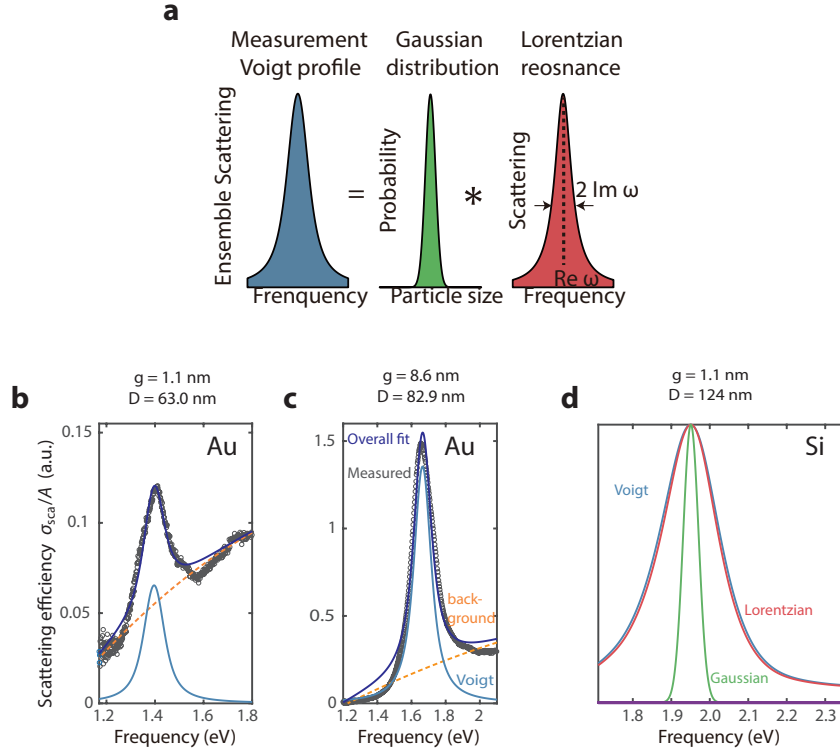 a
Measurement
Voigt profile
Gaussian
distribution
Lorentzian
reosnance
Ensemble Scattering
=
Probability
*
Scattering
2 Im ω
Re ω
Frenquency
Particle size
Frequency
b
g = 1.1 nm
D = 63.0 nm
Au
Scattering efficiency σsca/A (a.u.)
0.15
0.1
0.05
0
1.2
1.4
1.6
1.8
Frequency (eV)
c
g = 8.6 nm
D = 82.9 nm
Au
Overall fit
Measured
back-
ground
Voigt
1.5
1
0.5
0
1.2
1.4
1.6
1.8
2
Frequency (eV)
d
g = 1.1 nm
D = 124 nm
Si
Voigt
Lorentzian
Gaussian
1.8
1.9
2.0
2.1
2.2
2.3
Frequency (eV)